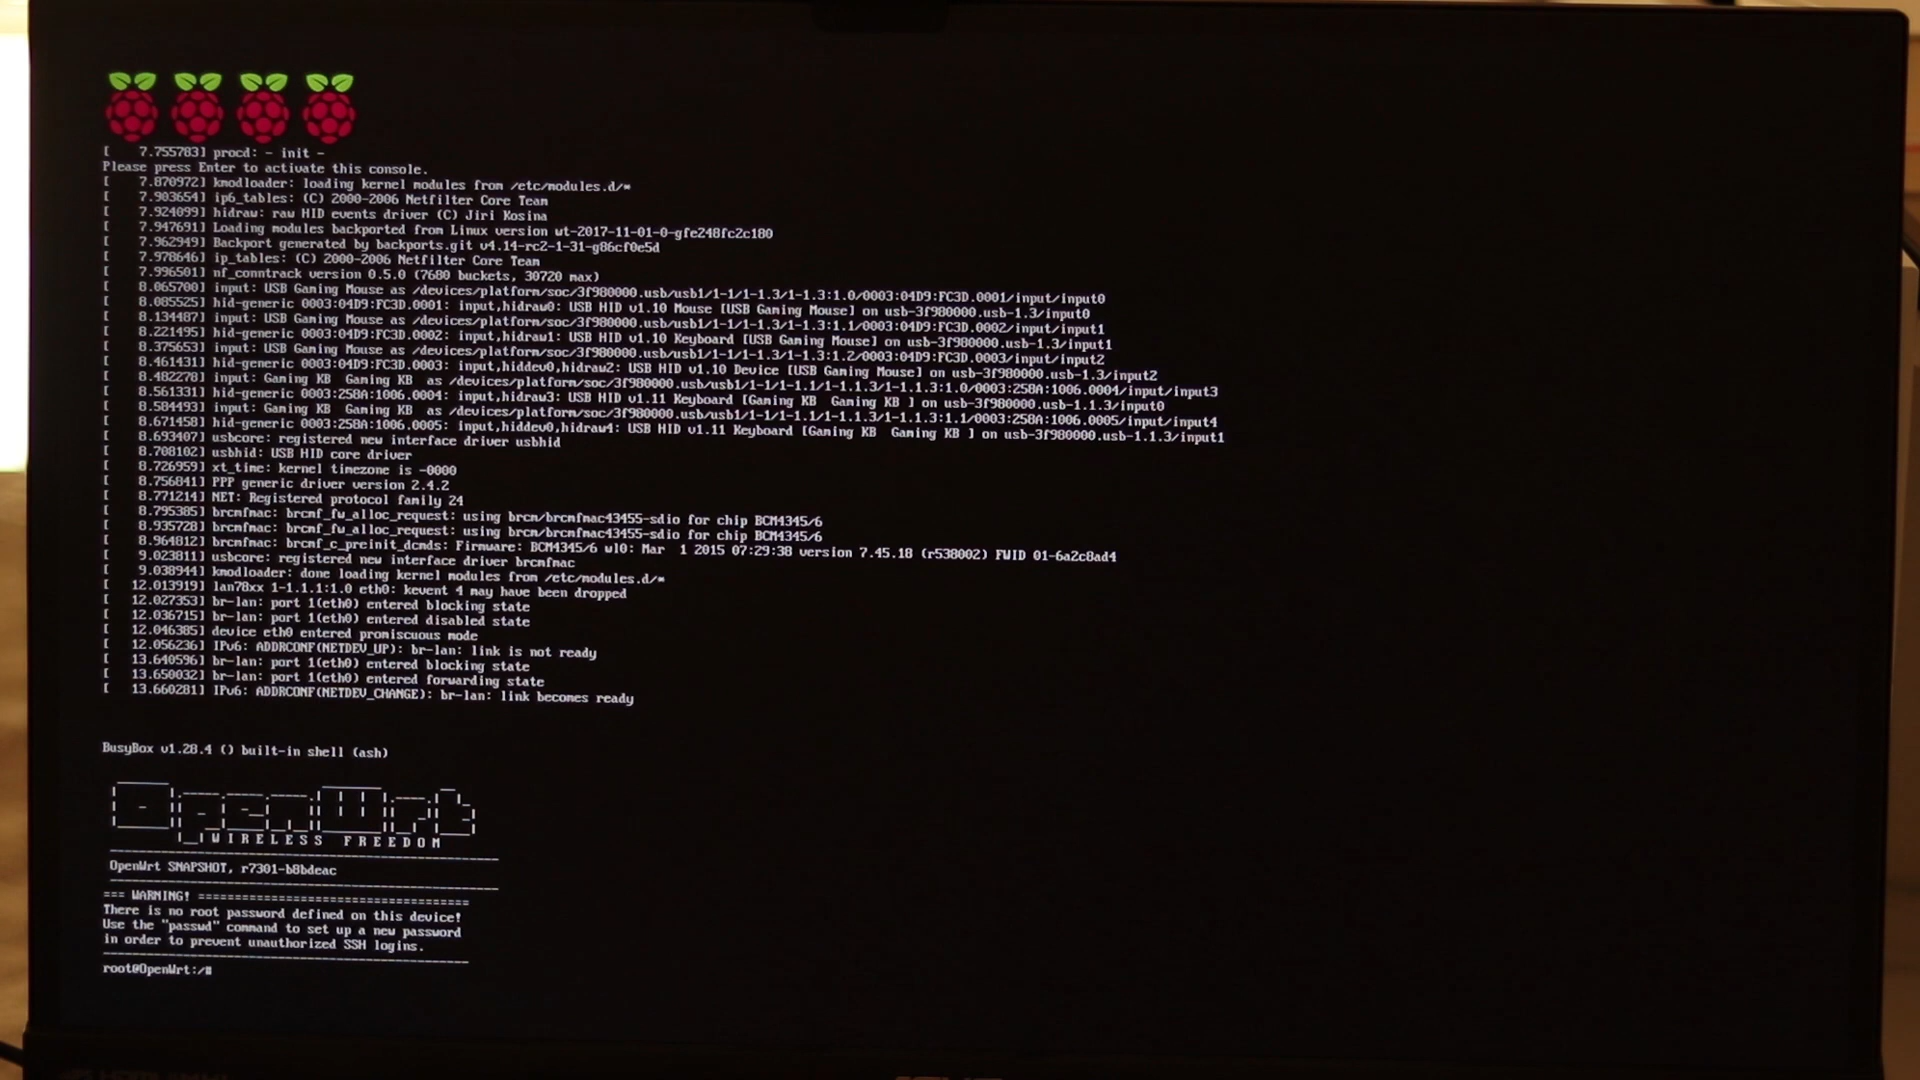 [    7.755783] procd: - init -
Please press Enter to activate this console.
[    7.870972] kmodloader: loading kernel modules from /etc/modules.d/*
[    7.903654] ip6_tables: (C) 2000-2006 Netfilter Core Team
[    7.924099] hidraw: raw HID events driver (C) Jiri Kosina
[    7.947691] Loading modules backported from Linux version wt-2017-11-01-0-gfe248fc2c180
[    7.962949] Backport generated by backports.git v4.14-rc2-1-31-g86cf0e5d
[    7.978646] ip_tables: (C) 2000-2006 Netfilter Core Team
[    7.996501] nf_conntrack version 0.5.0 (7680 buckets, 30720 max)
[    8.065700] input: USB Gaming Mouse as /devices/platform/soc/3f980000.usb/usb1/1-1/1-1.3/1-1.3:1.0/0003:04D9:FC3D.0001/input/input0
[    8.085525] hid-generic 0003:04D9:FC3D.0001: input,hidraw0: USB HID v1.10 Mouse [USB Gaming Mouse] on usb-3f980000.usb-1.3/input0
[    8.134487] input: USB Gaming Mouse as /devices/platform/soc/3f980000.usb/usb1/1-1/1-1.3/1-1.3:1.1/0003:04D9:FC3D.0002/input/input1
[    8.221495] hid-generic 0003:04D9:FC3D.0002: input,hidraw1: USB HID v1.10 Keyboard [USB Gaming Mouse] on usb-3f980000.usb-1.3/input1
[    8.375653] input: USB Gaming Mouse as /devices/platform/soc/3f980000.usb/usb1/1-1/1-1.3/1-1.3:1.2/0003:04D9:FC3D.0003/input/input2
[    8.461431] hid-generic 0003:04D9:FC3D.0003: input,hiddev0,hidraw2: USB HID v1.10 Device [USB Gaming Mouse] on usb-3f980000.usb-1.3/input2
[    8.482278] input: Gaming KB  Gaming KB  as /devices/platform/soc/3f980000.usb/usb1/1-1/1-1.1/1-1.1.3/1-1.1.3:1.0/0003:258A:1006.0004/input/input3
[    8.561331] hid-generic 0003:258A:1006.0004: input,hidraw3: USB HID v1.11 Keyboard [Gaming KB  Gaming KB ] on usb-3f980000.usb-1.1.3/input0
[    8.584493] input: Gaming KB  Gaming KB  as /devices/platform/soc/3f980000.usb/usb1/1-1/1-1.1/1-1.1.3/1-1.1.3:1.1/0003:258A:1006.0005/input/input4
[    8.671458] hid-generic 0003:258A:1006.0005: input,hiddev0,hidraw4: USB HID v1.11 Keyboard [Gaming KB  Gaming KB ] on usb-3f980000.usb-1.1.3/input1
[    8.693407] usbcore: registered new interface driver usbhid
[    8.708102] usbhid: USB HID core driver
[    8.726959] xt_time: kernel timezone is -0000
[    8.756841] PPP generic driver version 2.4.2
[    8.771214] NET: Registered protocol family 24
[    8.795385] brcmfmac: brcmf_fw_alloc_request: using brcm/brcmfmac43455-sdio for chip BCM4345/6
[    8.935728] brcmfmac: brcmf_fw_alloc_request: using brcm/brcmfmac43455-sdio for chip BCM4345/6
[    8.964812] brcmfmac: brcmf_c_preinit_dcmds: Firmware: BCM4345/6 wl0: Mar  1 2015 07:29:38 version 7.45.18 (r538002) FWID 01-6a2c8ad4
[    9.023811] usbcore: registered new interface driver brcmfmac
[    9.038944] kmodloader: done loading kernel modules from /etc/modules.d/*
[   12.013919] lan78xx 1-1.1.1:1.0 eth0: kevent 4 may have been dropped
[   12.027353] br-lan: port 1(eth0) entered blocking state
[   12.036715] br-lan: port 1(eth0) entered disabled state
[   12.046385] device eth0 entered promiscuous mode
[   12.056236] IPv6: ADDRCONF(NETDEV_UP): br-lan: link is not ready
[   13.640596] br-lan: port 1(eth0) entered blocking state
[   13.650032] br-lan: port 1(eth0) entered forwarding state
[   13.660281] IPv6: ADDRCONF(NETDEV_CHANGE): br-lan: link becomes ready
BusyBox v1.28.4 () built-in shell (ash)
OpenWrt
W I R E L E S S   F R E E D O M
OpenWrt SNAPSHOT, r7301-b8bdeac
=== WARNING! =====================================
There is no root password defined on this device!
Use the "passwd" command to set up a new password
in order to prevent unauthorized SSH logins.
root@OpenWrt:/#